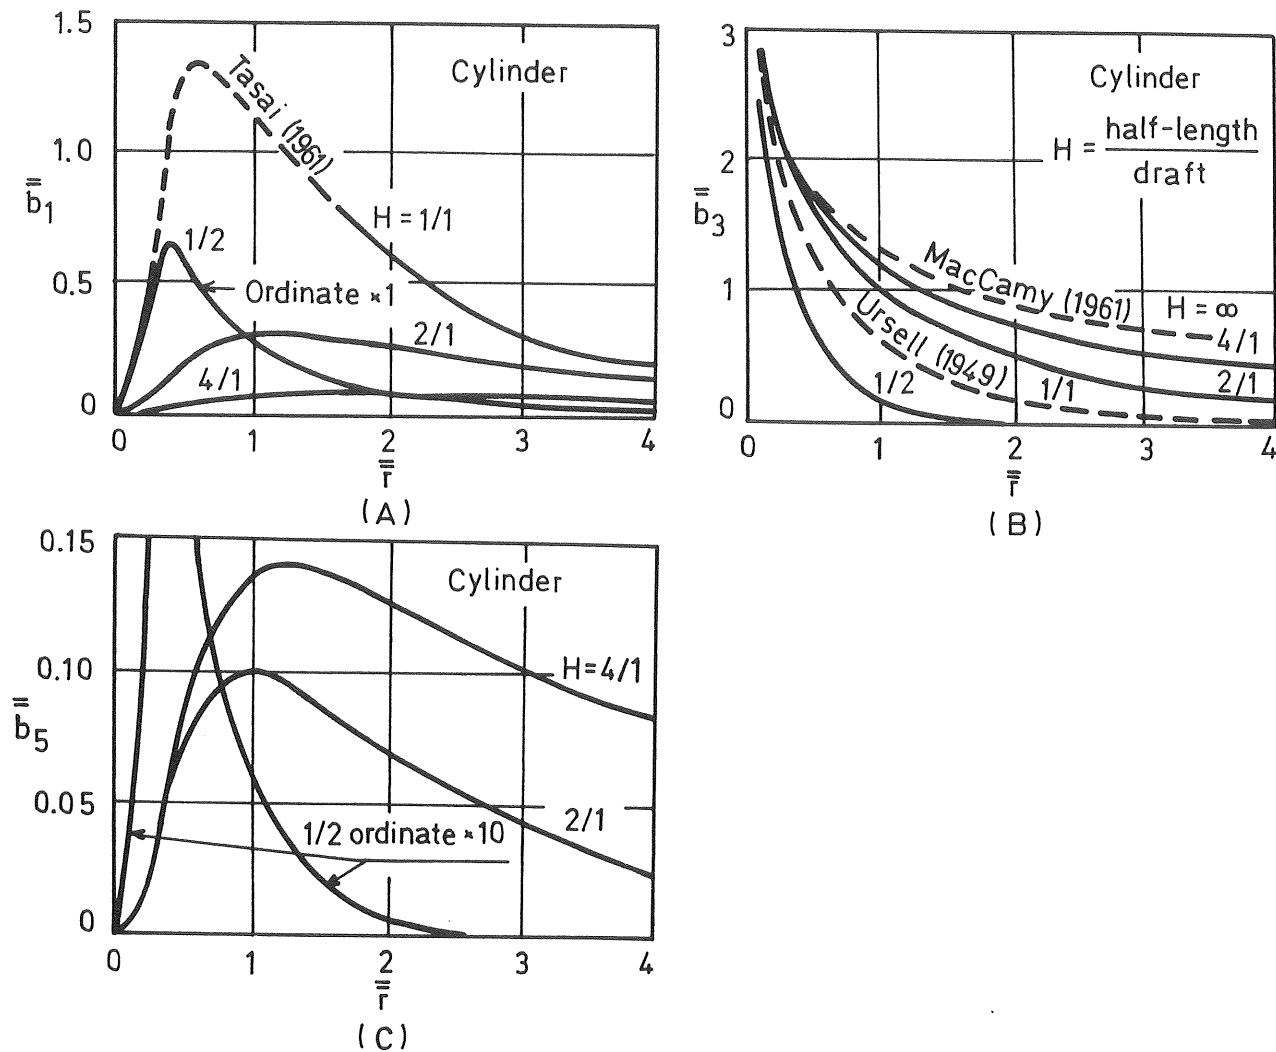 1.5
1.0
0.5
0
b̿₁
Cylinder
Tasai (1961)
H = 1/1
1/2
Ordinate ×1
2/1
4/1
0 1 2 3 4
r̿
(A)
3
2
1
0
b̿₃
Cylinder
H = half-length
draft
MacCamy (1961)
H = ∞
Ursell (1949)
4/1
1/2
1/1
2/1
0 1 2 3 4
r̿
(B)
0.15
0.10
0.05
0
b̿₅
Cylinder
H=4/1
2/1
1/2 ordinate ×10
0 1 2 3 4
r̿
(C)